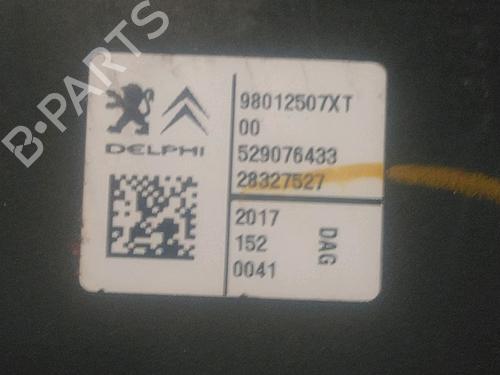 B-PARTS
DELPHI
98012507XT
00
529076433
28327527
2017
152
0041
DAG